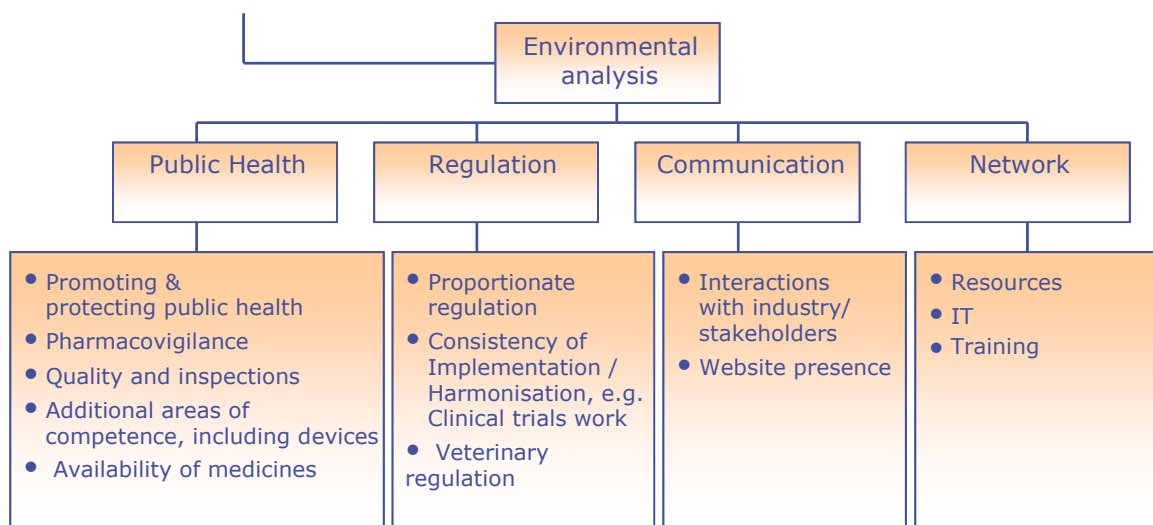 Environmental
analysis
Public Health
Regulation
Communication
Network
• Promoting &
protecting public health
• Pharmacovigilance
• Quality and inspections
• Additional areas of
competence, including devices
• Availability of medicines
• Proportionate
regulation
• Consistency of
Implementation /
Harmonisation, e.g.
Clinical trials work
• Veterinary
regulation
• Interactions
with industry/
stakeholders
• Website presence
• Resources
• IT
• Training